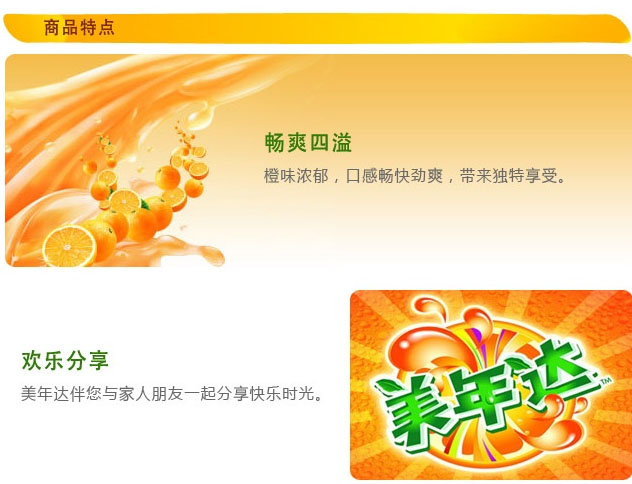 商品特点
畅爽四溢
橙味浓郁，口感畅快劲爽，带来独特享受。
欢乐分享
美年达伴您与家人朋友一起分享快乐时光。
美年达™